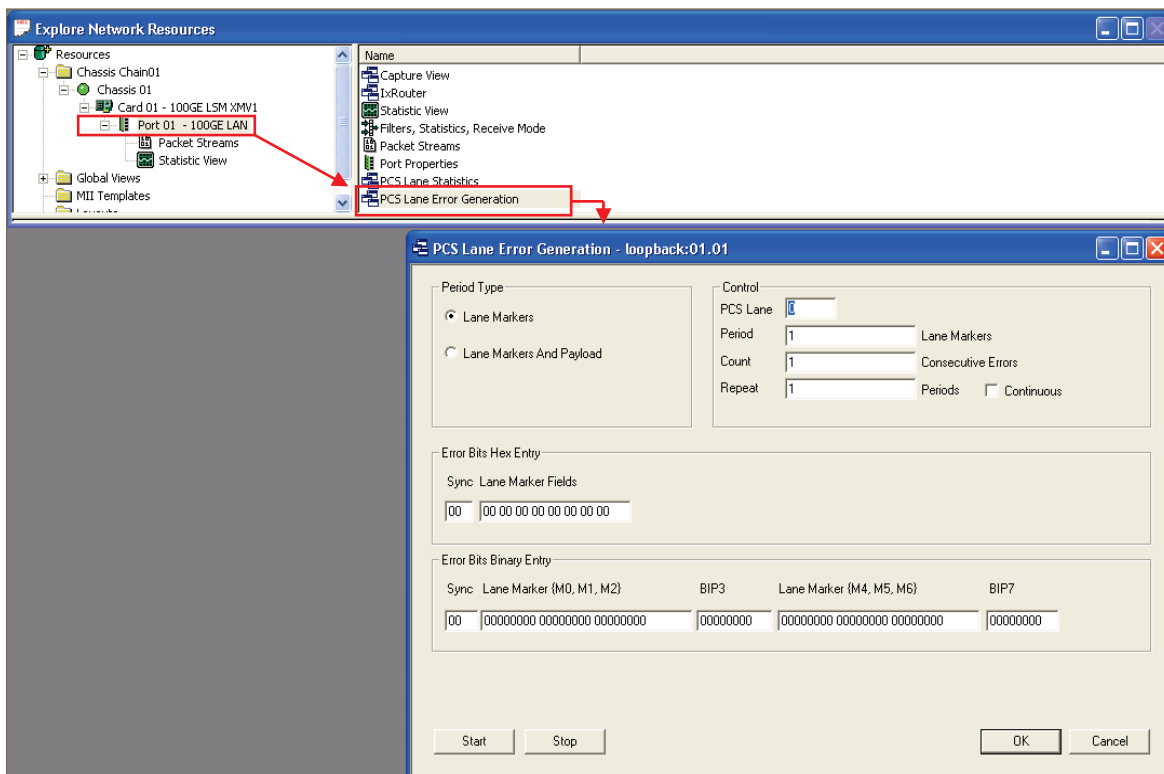 Explore Network Resources
Resources
Chassis Chain01
Chassis 01
Card 01 - 100GE LSM XMV1
Port 01 - 100GE LAN
Packet Streams
Statistic View
Global Views
MII Templates
Name
Capture View
IxRouter
Statistic View
Filters, Statistics, Receive Mode
Packet Streams
Port Properties
PCS Lane Statistics
PCS Lane Error Generation
PCS Lane Error Generation - loopback:01.01
Period Type
Lane Markers
Lane Markers And Payload
Control
PCS Lane 0
Period 1 Lane Markers
Count 1 Consecutive Errors
Repeat 1 Periods Continuous
Error Bits Hex Entry
Sync Lane Marker Fields
00 00 00 00 00 00 00 00 00
Error Bits Binary Entry
Sync Lane Marker {M0, M1, M2} BIP3 Lane Marker {M4, M5, M6} BIP7
00 00000000 00000000 00000000 00000000 00000000 00000000 00000000 00000000
Start Stop OK Cancel